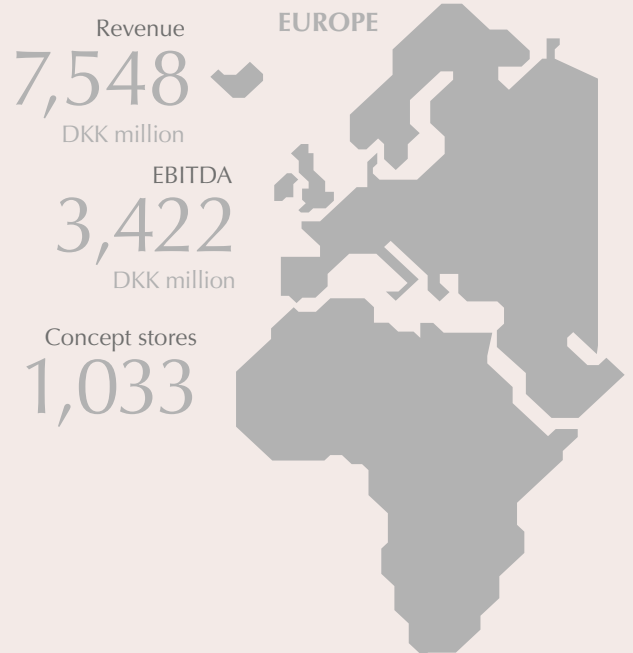 EUROPE
Revenue
7,548
DKK million
EBITDA
3,422
DKK million
Concept stores
1,033